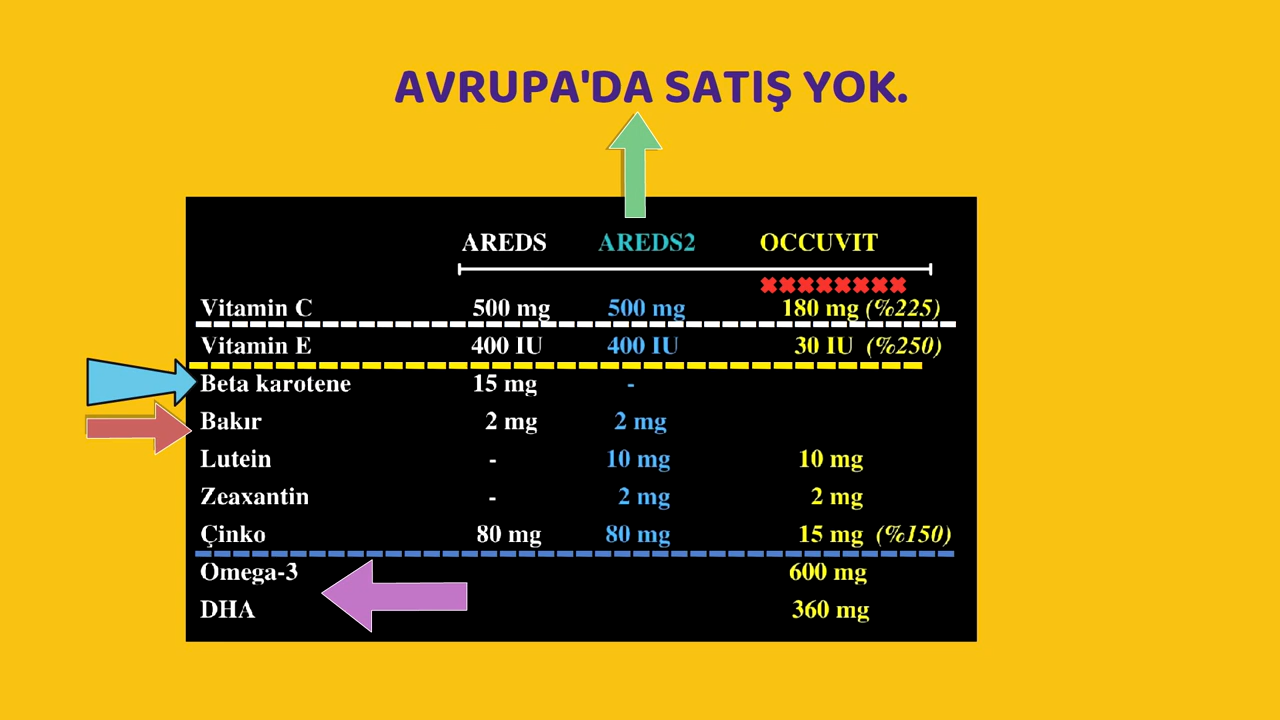 AVRUPA'DA SATIŞ YOK.
AREDS AREDS2 OCCUVIT
Vitamin C 500 mg 500 mg 180 mg (%225)
Vitamin E 400 IU 400 IU 30 IU (%250)
Beta karotene 15 mg -
Bakır 2 mg 2 mg
Lutein - 10 mg 10 mg
Zeaxantin - 2 mg 2 mg
Çinko 80 mg 80 mg 15 mg (%150)
Omega-3 600 mg
DHA 360 mg